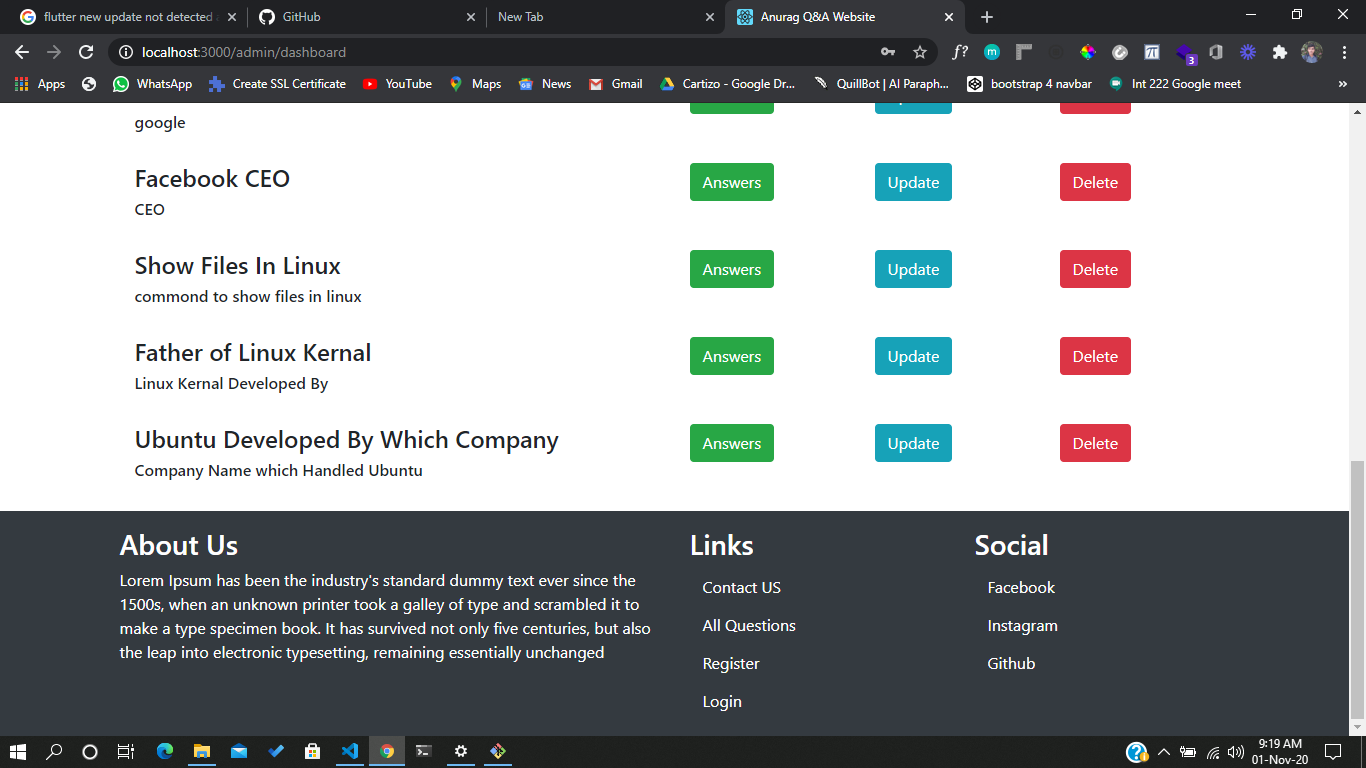 flutter new update not detected
GitHub
New Tab
Anurag Q&A Website
localhost:3000/admin/dashboard
f?
m
3
Apps
WhatsApp
Create SSL Certificate
YouTube
Maps
News
Gmail
Cartizo - Google Dr...
QuillBot | AI Paraph...
bootstrap 4 navbar
Int 222 Google meet
»
google
Facebook CEO
Answers
Update
Delete
CEO
Show Files In Linux
Answers
Update
Delete
commond to show files in linux
Father of Linux Kernal
Answers
Update
Delete
Linux Kernal Developed By
Ubuntu Developed By Which Company
Answers
Update
Delete
Company Name which Handled Ubuntu
About Us
Lorem Ipsum has been the industry's standard dummy text ever since the
1500s, when an unknown printer took a galley of type and scrambled it to
make a type specimen book. It has survived not only five centuries, but also
the leap into electronic typesetting, remaining essentially unchanged
Links
Contact US
All Questions
Register
Login
Social
Facebook
Instagram
Github
9:19 AM
01-Nov-20